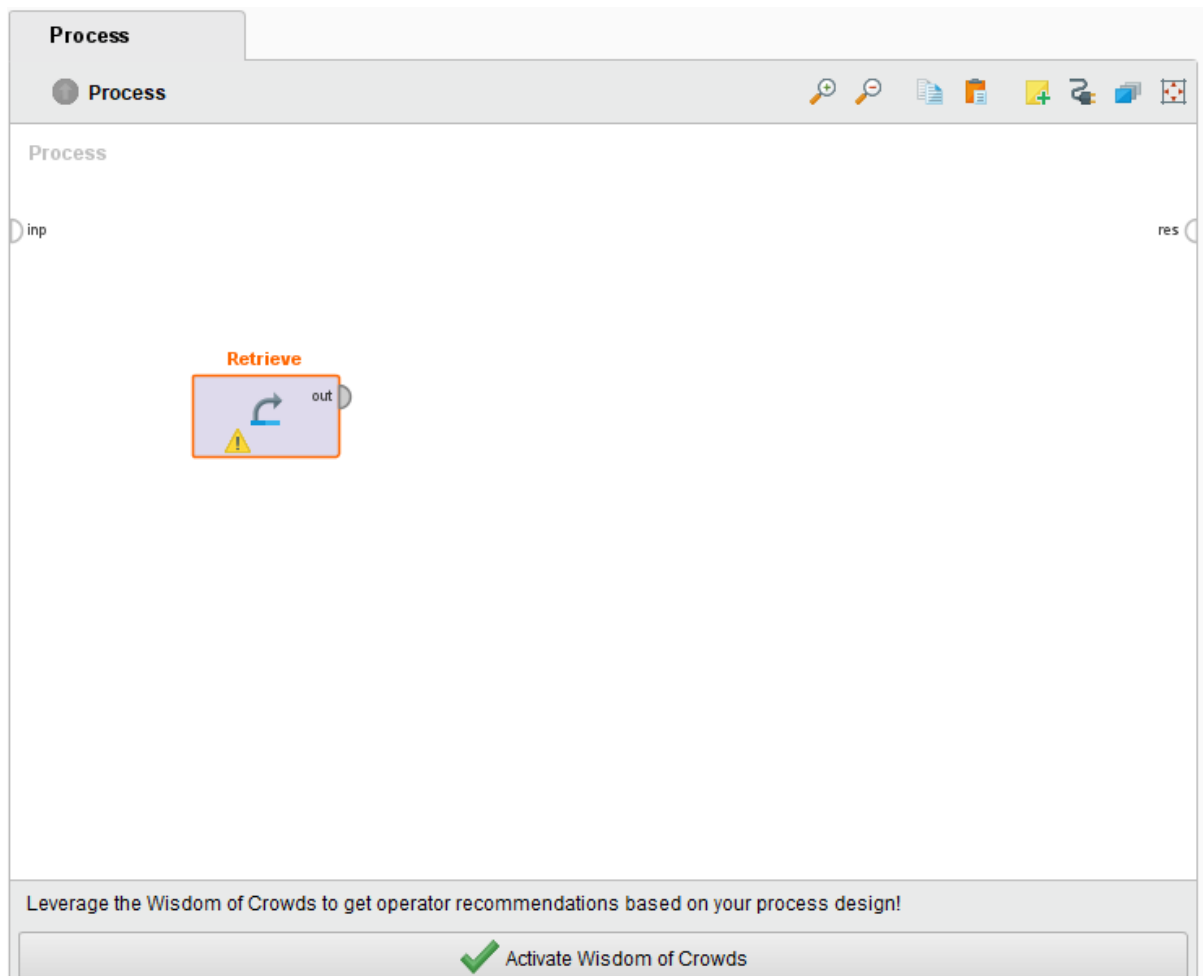 Process
Process
Process
inp
res
Retrieve
out
Leverage the Wisdom of Crowds to get operator recommendations based on your process design!
Activate Wisdom of Crowds